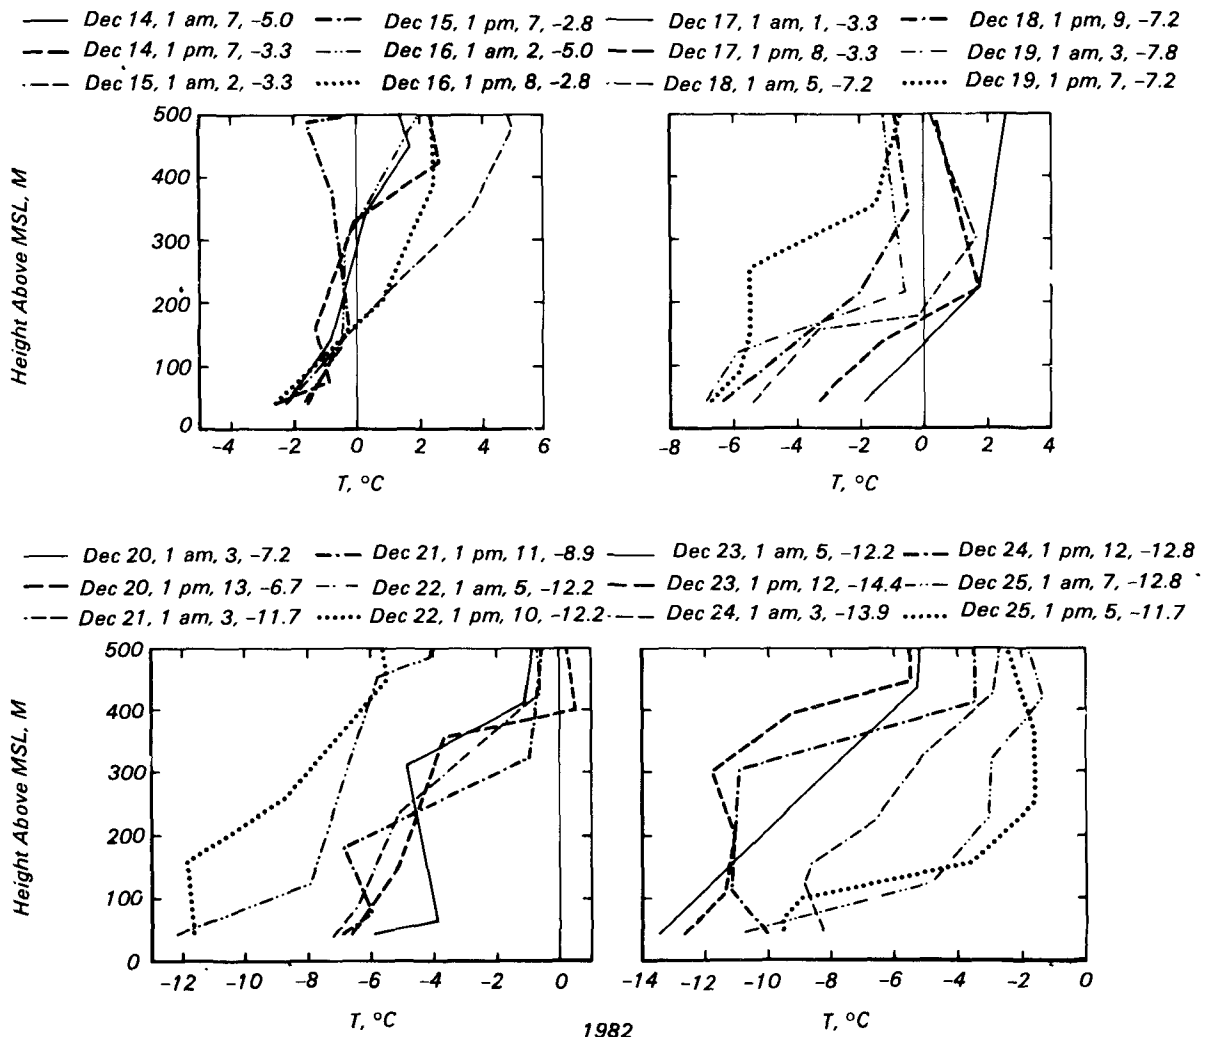 Dec 14, 1 am, 7, -5.0 Dec 15, 1 pm, 7, -2.8 Dec 17, 1 am, 1, -3.3 Dec 18, 1 pm, 9, -7.2
Dec 14, 1 pm, 7, -3.3 Dec 16, 1 am, 2, -5.0 Dec 17, 1 pm, 8, -3.3 Dec 19, 1 am, 3, -7.8
Dec 15, 1 am, 2, -3.3 Dec 16, 1 pm, 8, -2.8 Dec 18, 1 am, 5, -7.2 Dec 19, 1 pm, 7, -7.2
500
400
300
200
100
0
Height Above MSL, M
-4 -2 0 2 4 6
T, °C
-8 -6 -4 -2 0 2 4
T, °C
Dec 20, 1 am, 3, -7.2 Dec 21, 1 pm, 11, -8.9 Dec 23, 1 am, 5, -12.2 Dec 24, 1 pm, 12, -12.8
Dec 20, 1 pm, 13, -6.7 Dec 22, 1 am, 5, -12.2 Dec 23, 1 pm, 12, -14.4 Dec 25, 1 am, 7, -12.8
Dec 21, 1 am, 3, -11.7 Dec 22, 1 pm, 10, -12.2 Dec 24, 1 am, 3, -13.9 Dec 25, 1 pm, 5, -11.7
500
400
300
200
100
0
Height Above MSL, M
-12 -10 -8 -6 -4 -2 0
T, °C
-14 -12 -10 -8 -6 -4 -2 0
T, °C
1982